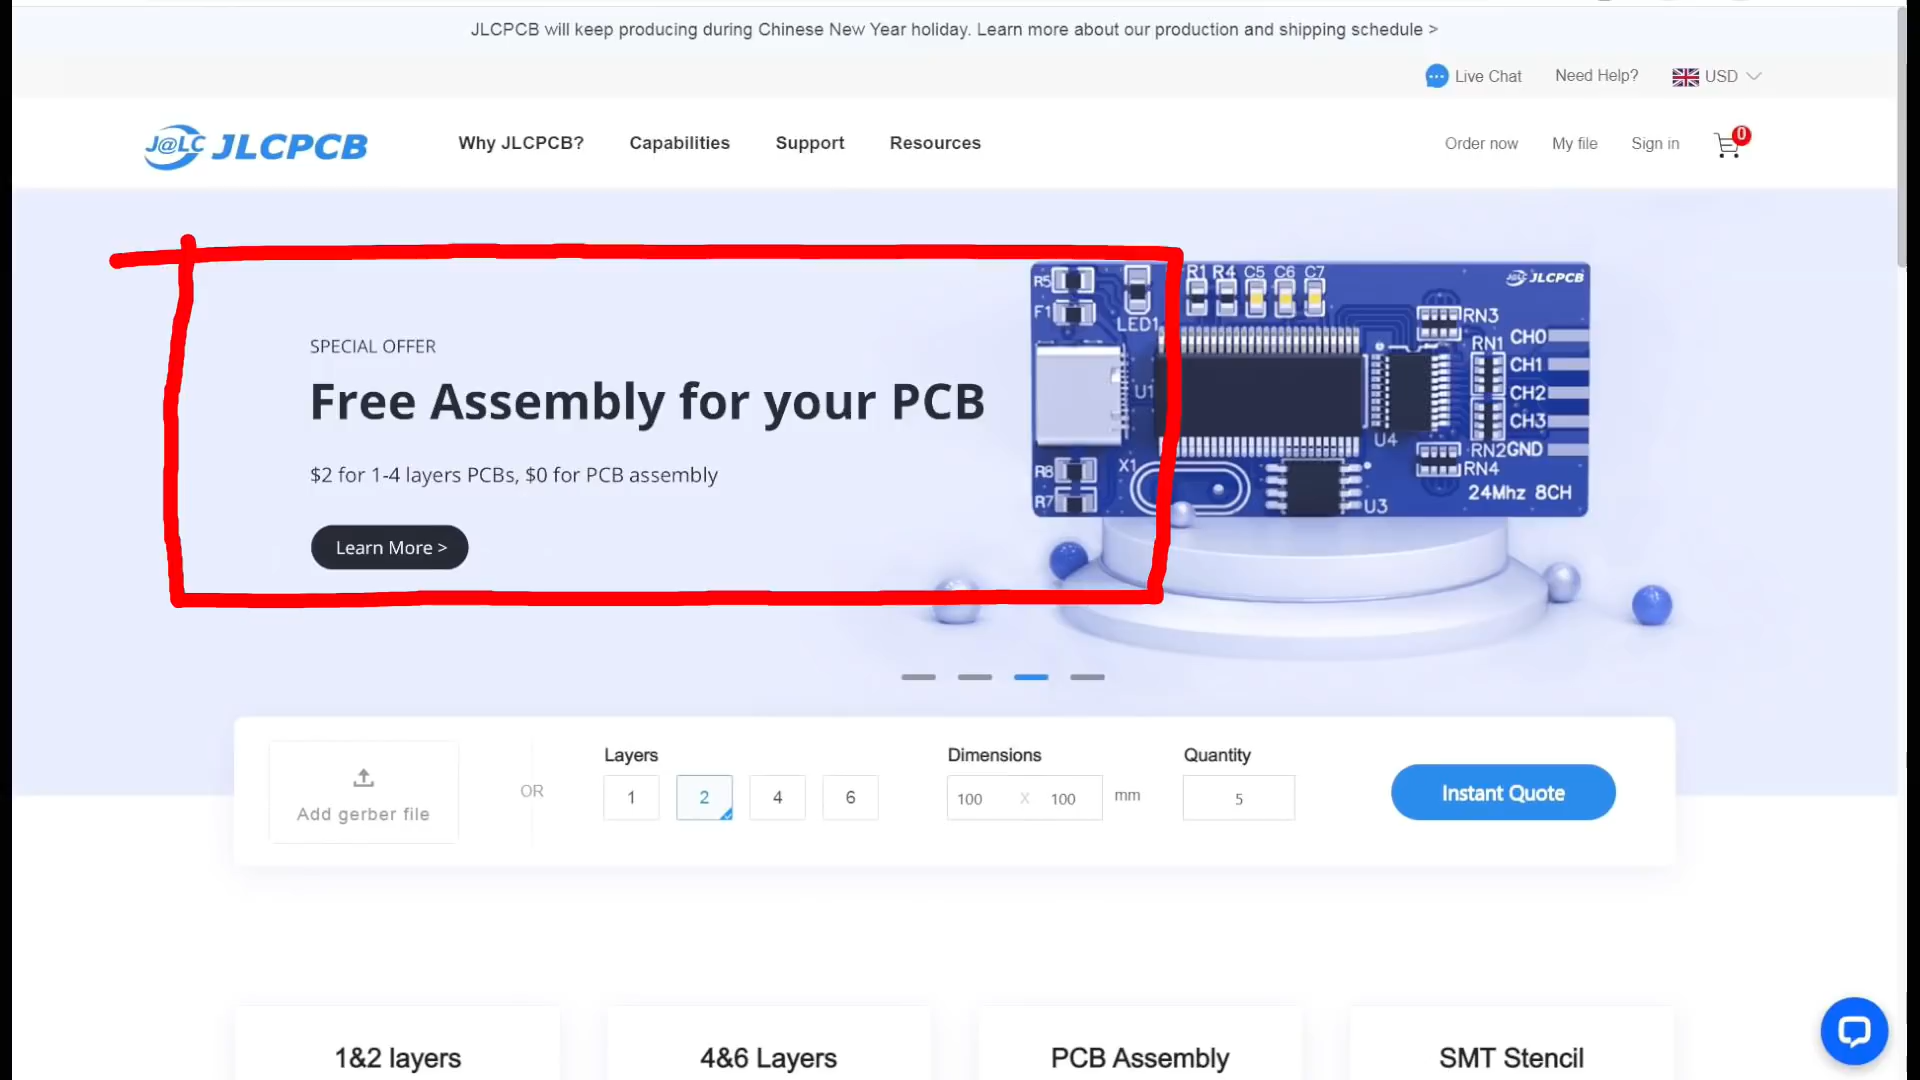 JLCPCB will keep producing during Chinese New Year holiday. Learn more about our production and shipping schedule >
Live Chat
Need Help?
USD
J@LC JLCPCB
Why JLCPCB?
Capabilities
Support
Resources
Order now
My file
Sign in
0
SPECIAL OFFER
Free Assembly for your PCB
$2 for 1-4 layers PCBs, $0 for PCB assembly
Learn More >
R5
F1
LED1
R1 R4 C5 C6 C7
JLCPCB
RN3
RN1
CH0
CH1
CH2
CH3
GND
U1
U4
RN2
RN4
R8
X1
R7
U3
24Mhz 8CH
Add gerber file
OR
Layers
1
2
4
6
Dimensions
100 X 100 mm
Quantity
5
Instant Quote
1&2 layers
4&6 Layers
PCB Assembly
SMT Stencil